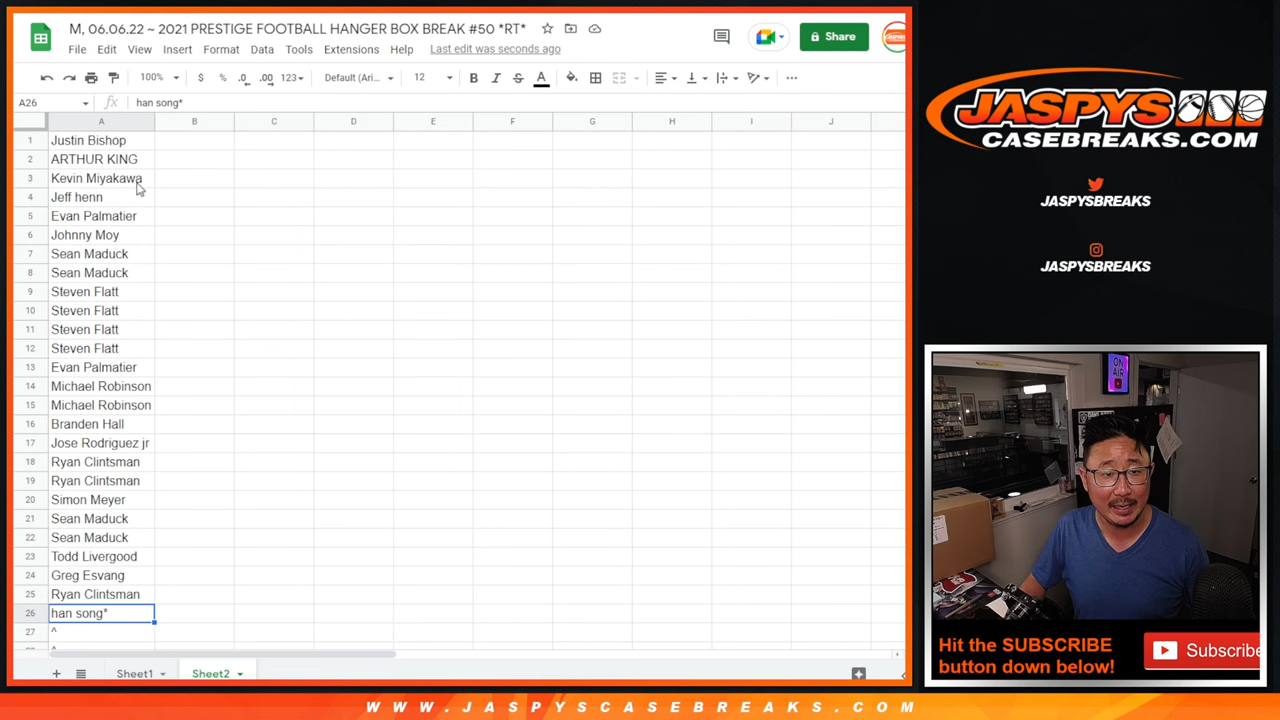 M, 06.06.22 ~ 2021 PRESTIGE FOOTBALL HANGER BOX BREAK #50 *RT*
File Edit View Insert Format Data Tools Extensions Help Last edit was seconds ago
Share
100% $ % .0 .00 123 Default (Ari... 12 B I S A
A26 fx han song*
A B C D E F G H I J
1 Justin Bishop
2 ARTHUR KING
3 Kevin Miyakawa
4 Jeff henn
5 Evan Palmatier
6 Johnny Moy
7 Sean Maduck
8 Sean Maduck
9 Steven Flatt
10 Steven Flatt
11 Steven Flatt
12 Steven Flatt
13 Evan Palmatier
14 Michael Robinson
15 Michael Robinson
16 Branden Hall
17 Jose Rodriguez jr
18 Ryan Clintsman
19 Ryan Clintsman
20 Simon Meyer
21 Sean Maduck
22 Sean Maduck
23 Todd Livergood
24 Greg Esvang
25 Ryan Clintsman
26 han song*
27 ^
Sheet1 Sheet2
JASPYS
CASEBREAKS.COM
JASPYSBREAKS
JASPYSBREAKS
ON
AIR
Hit the SUBSCRIBE
button down below!
Subscribe
WWW.JASPYSCASEBREAKS.COM